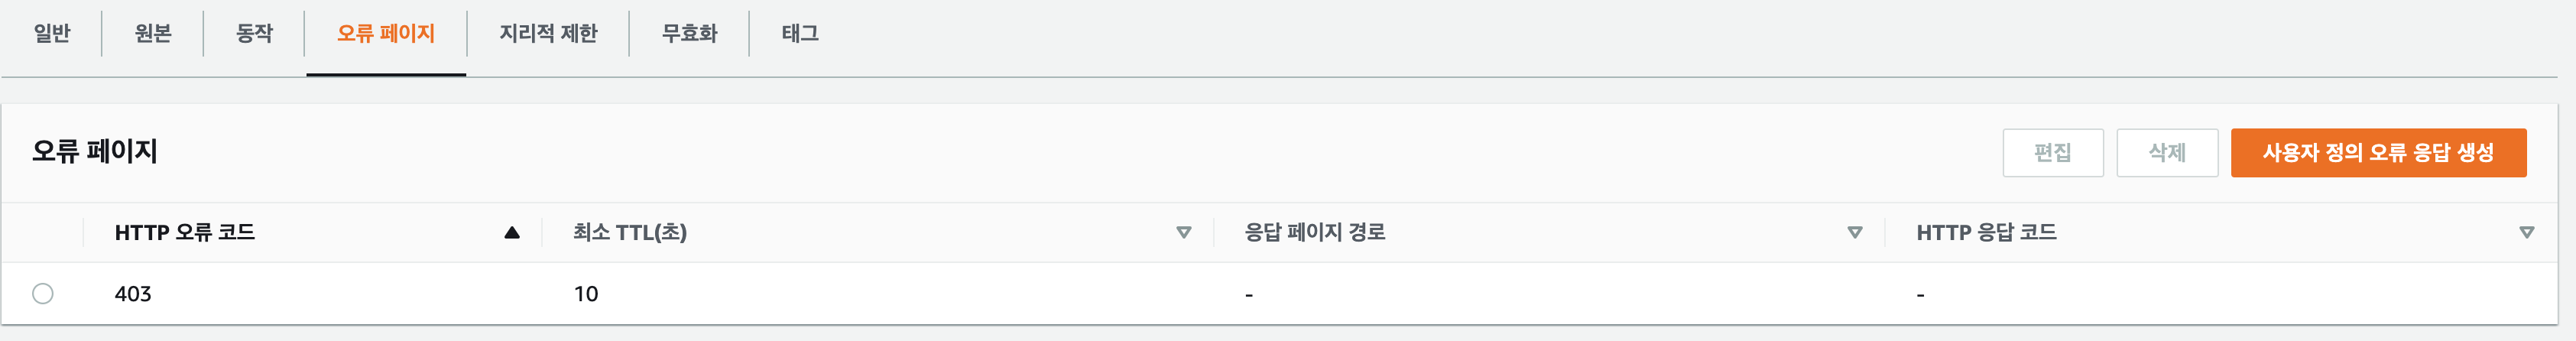 일반 원본 동작 오류 페이지 지리적 제한 무효화 태그
오류 페이지 편집 삭제 사용자 정의 오류 응답 생성
HTTP 오류 코드 최소 TTL(초) 응답 페이지 경로 HTTP 응답 코드
403 10 - -